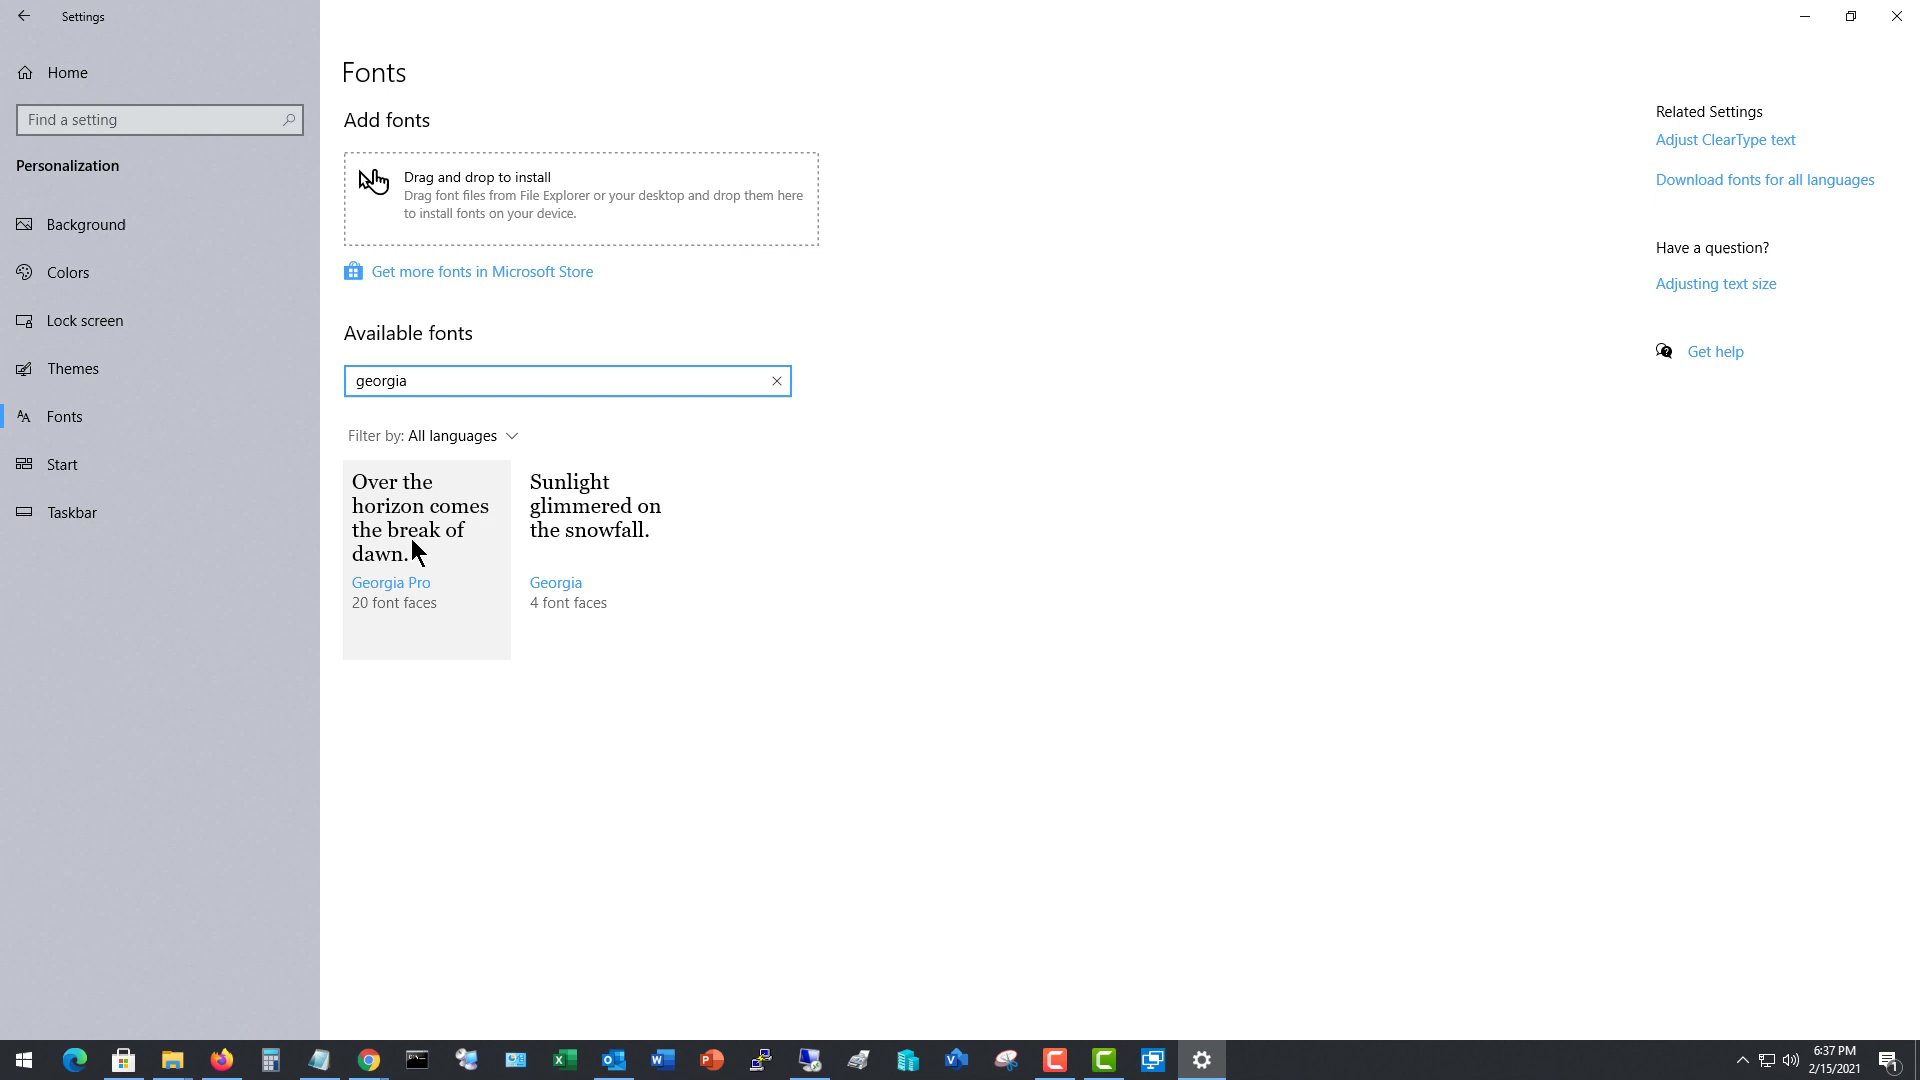 Settings
Home
Find a setting
Personalization
Background
Colors
Lock screen
Themes
Fonts
Start
Taskbar
Fonts
Add fonts
Drag and drop to install
Drag font files from File Explorer or your desktop and drop them here
to install fonts on your device.
Get more fonts in Microsoft Store
Available fonts
georgia
Filter by: All languages
Over the
horizon comes
the break of
dawn.
Georgia Pro
20 font faces
Sunlight
glimmered on
the snowfall.
Georgia
4 font faces
Related Settings
Adjust ClearType text
Download fonts for all languages
Have a question?
Adjusting text size
Get help
6:37 PM
2/15/2021
1